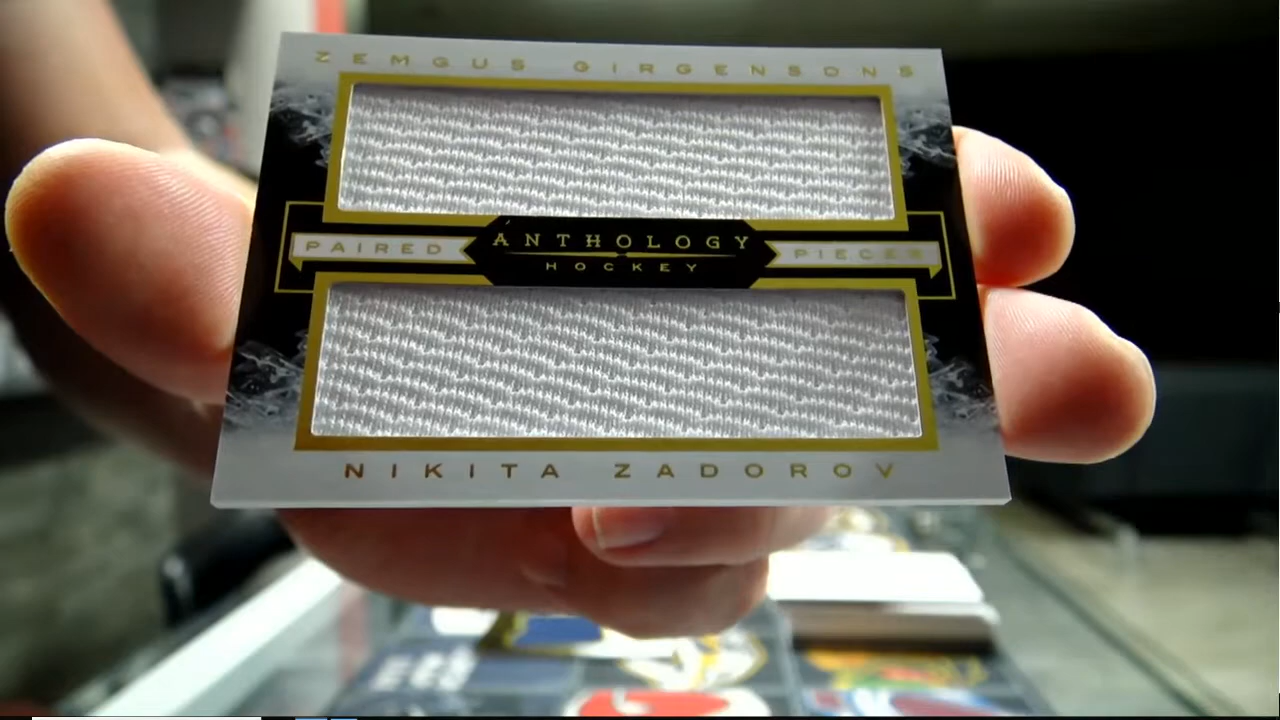 ZEMGUS GIRGENSONS
PAIRED ANTHOLOGY PIECES
HOCKEY
NIKITA ZADOROV